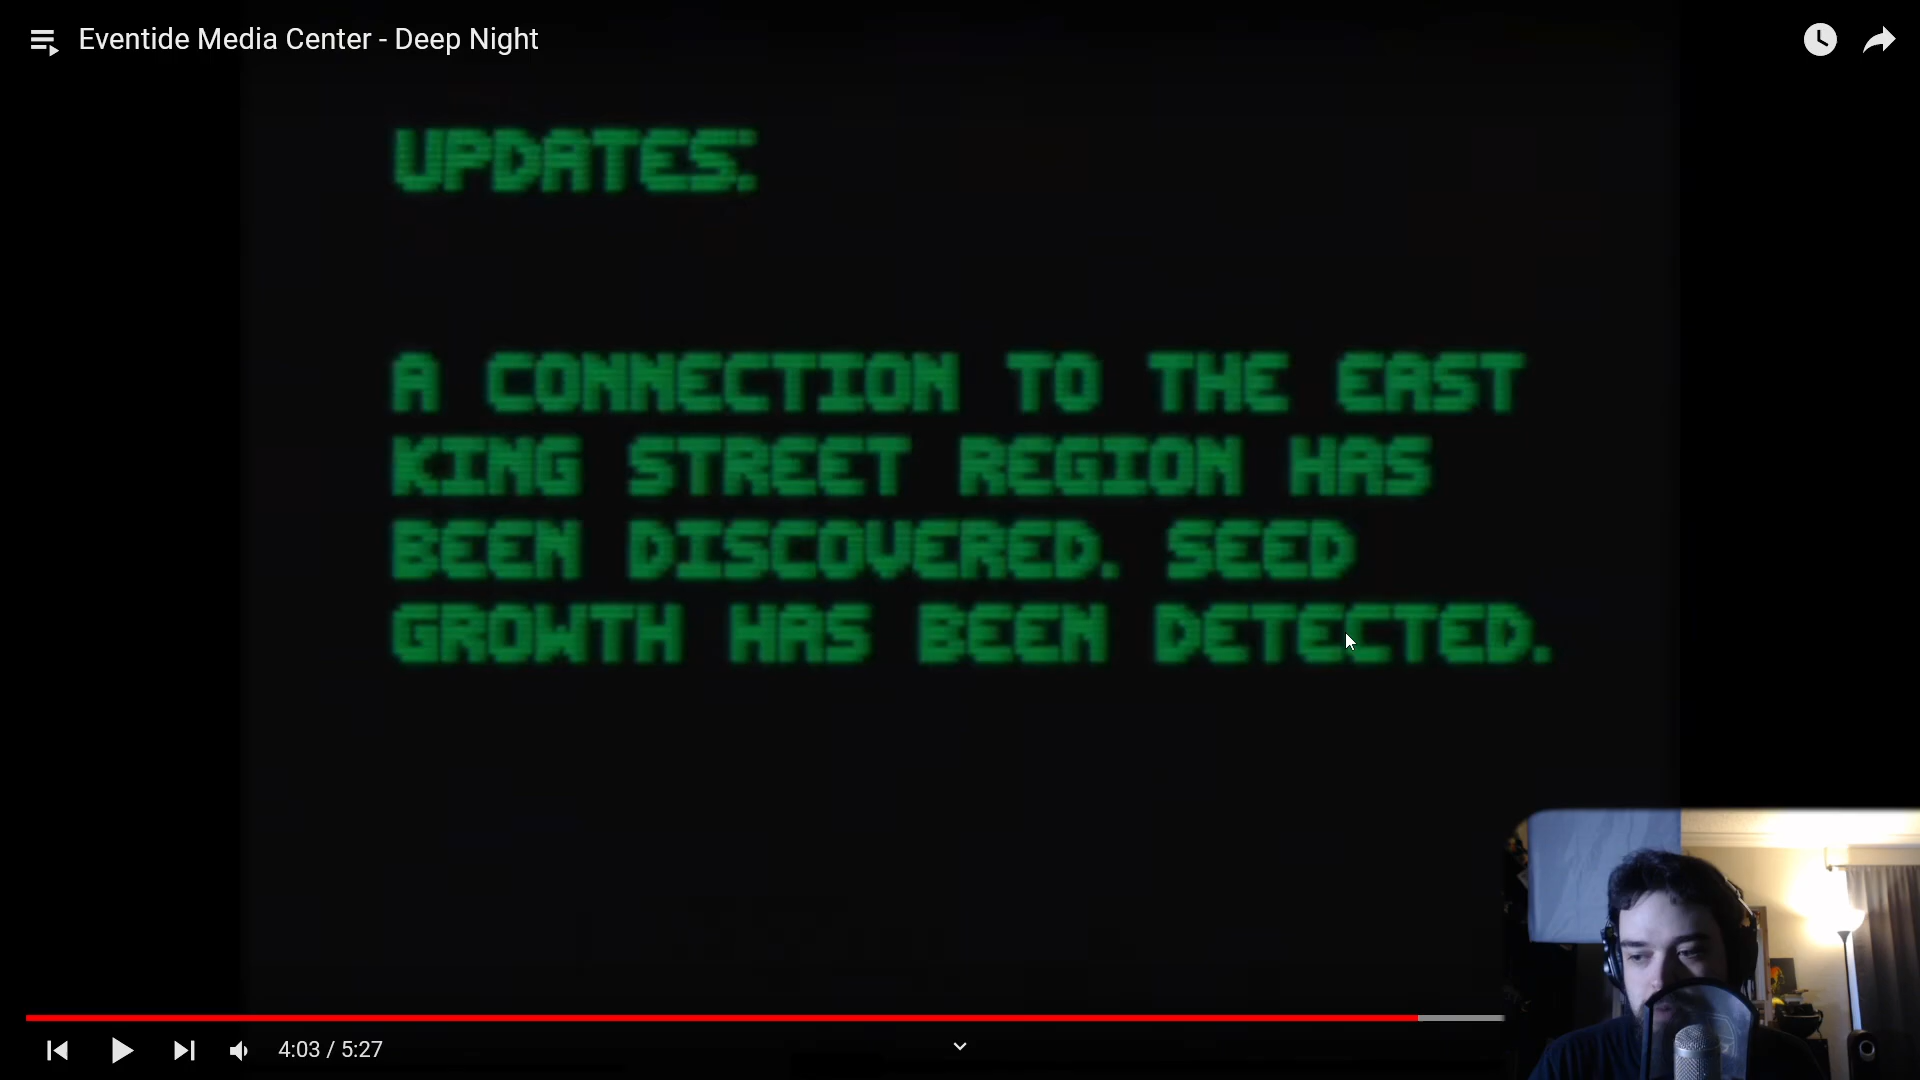 Eventide Media Center - Deep Night
UPDATES:
A CONNECTION TO THE EAST
KING STREET REGION HAS
BEEN DISCOVERED. SEED
GROWTH HAS BEEN DETECTED.
4:03 / 5:27